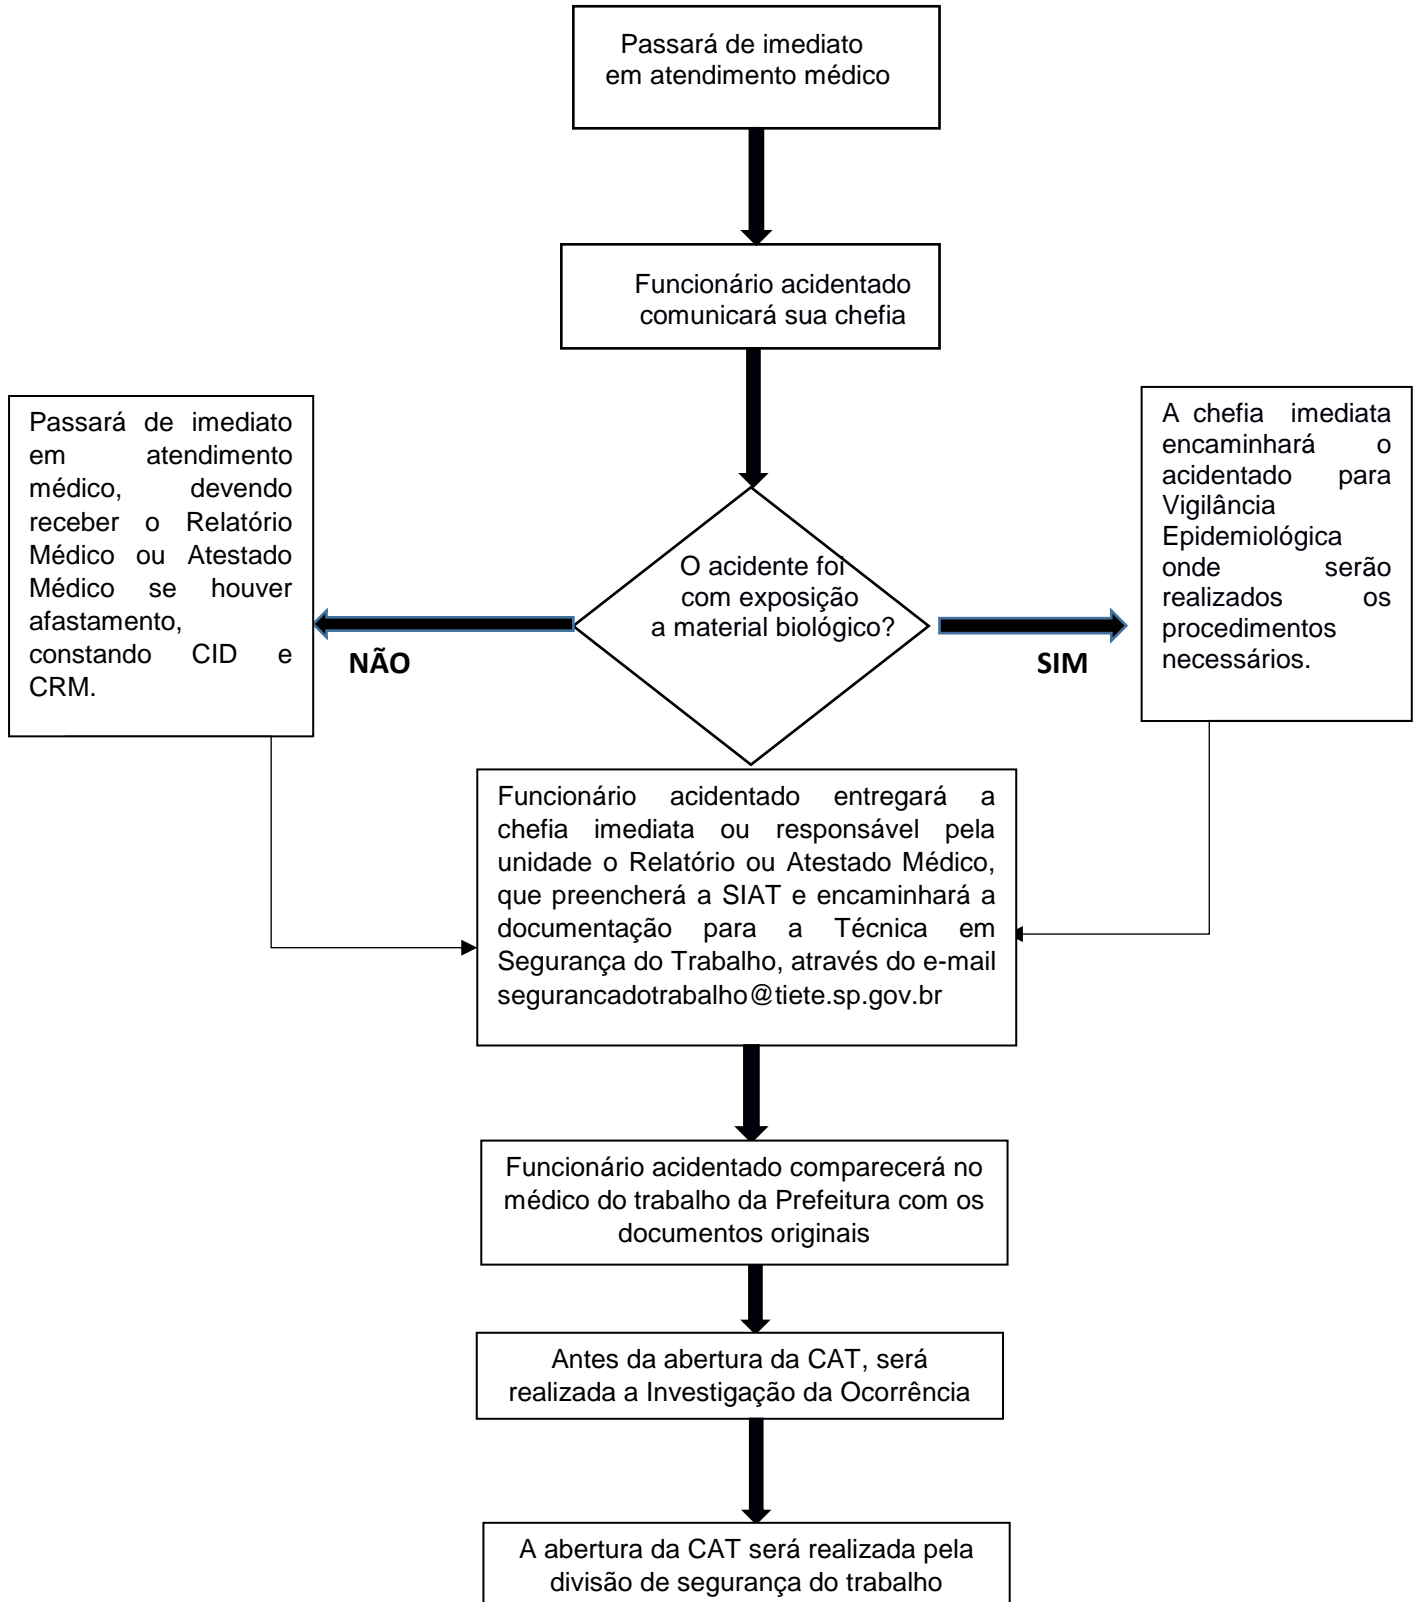 Passará de imediato
em atendimento médico
Funcionário acidentado
comunicará sua chefia
Passará de imediato
em atendimento
médico, devendo
receber o Relatório
Médico ou Atestado
Médico se houver
afastamento,
constando CID e
CRM.
O acidente foi
com exposição
a material biológico?
NÃO
SIM
A chefia imediata
encaminhará o
acidentado para
Vigilância
Epidemiológica
onde serão
realizados os
procedimentos
necessários.
Funcionário acidentado entregará a
chefia imediata ou responsável pela
unidade o Relatório ou Atestado Médico,
que preencherá a SIAT e encaminhará a
documentação para a Técnica em
Segurança do Trabalho, através do e-mail
segurancadotrabalho@tiete.sp.gov.br
Funcionário acidentado comparecerá no
médico do trabalho da Prefeitura com os
documentos originais
Antes da abertura da CAT, será
realizada a Investigação da Ocorrência
A abertura da CAT será realizada pela
divisão de segurança do trabalho